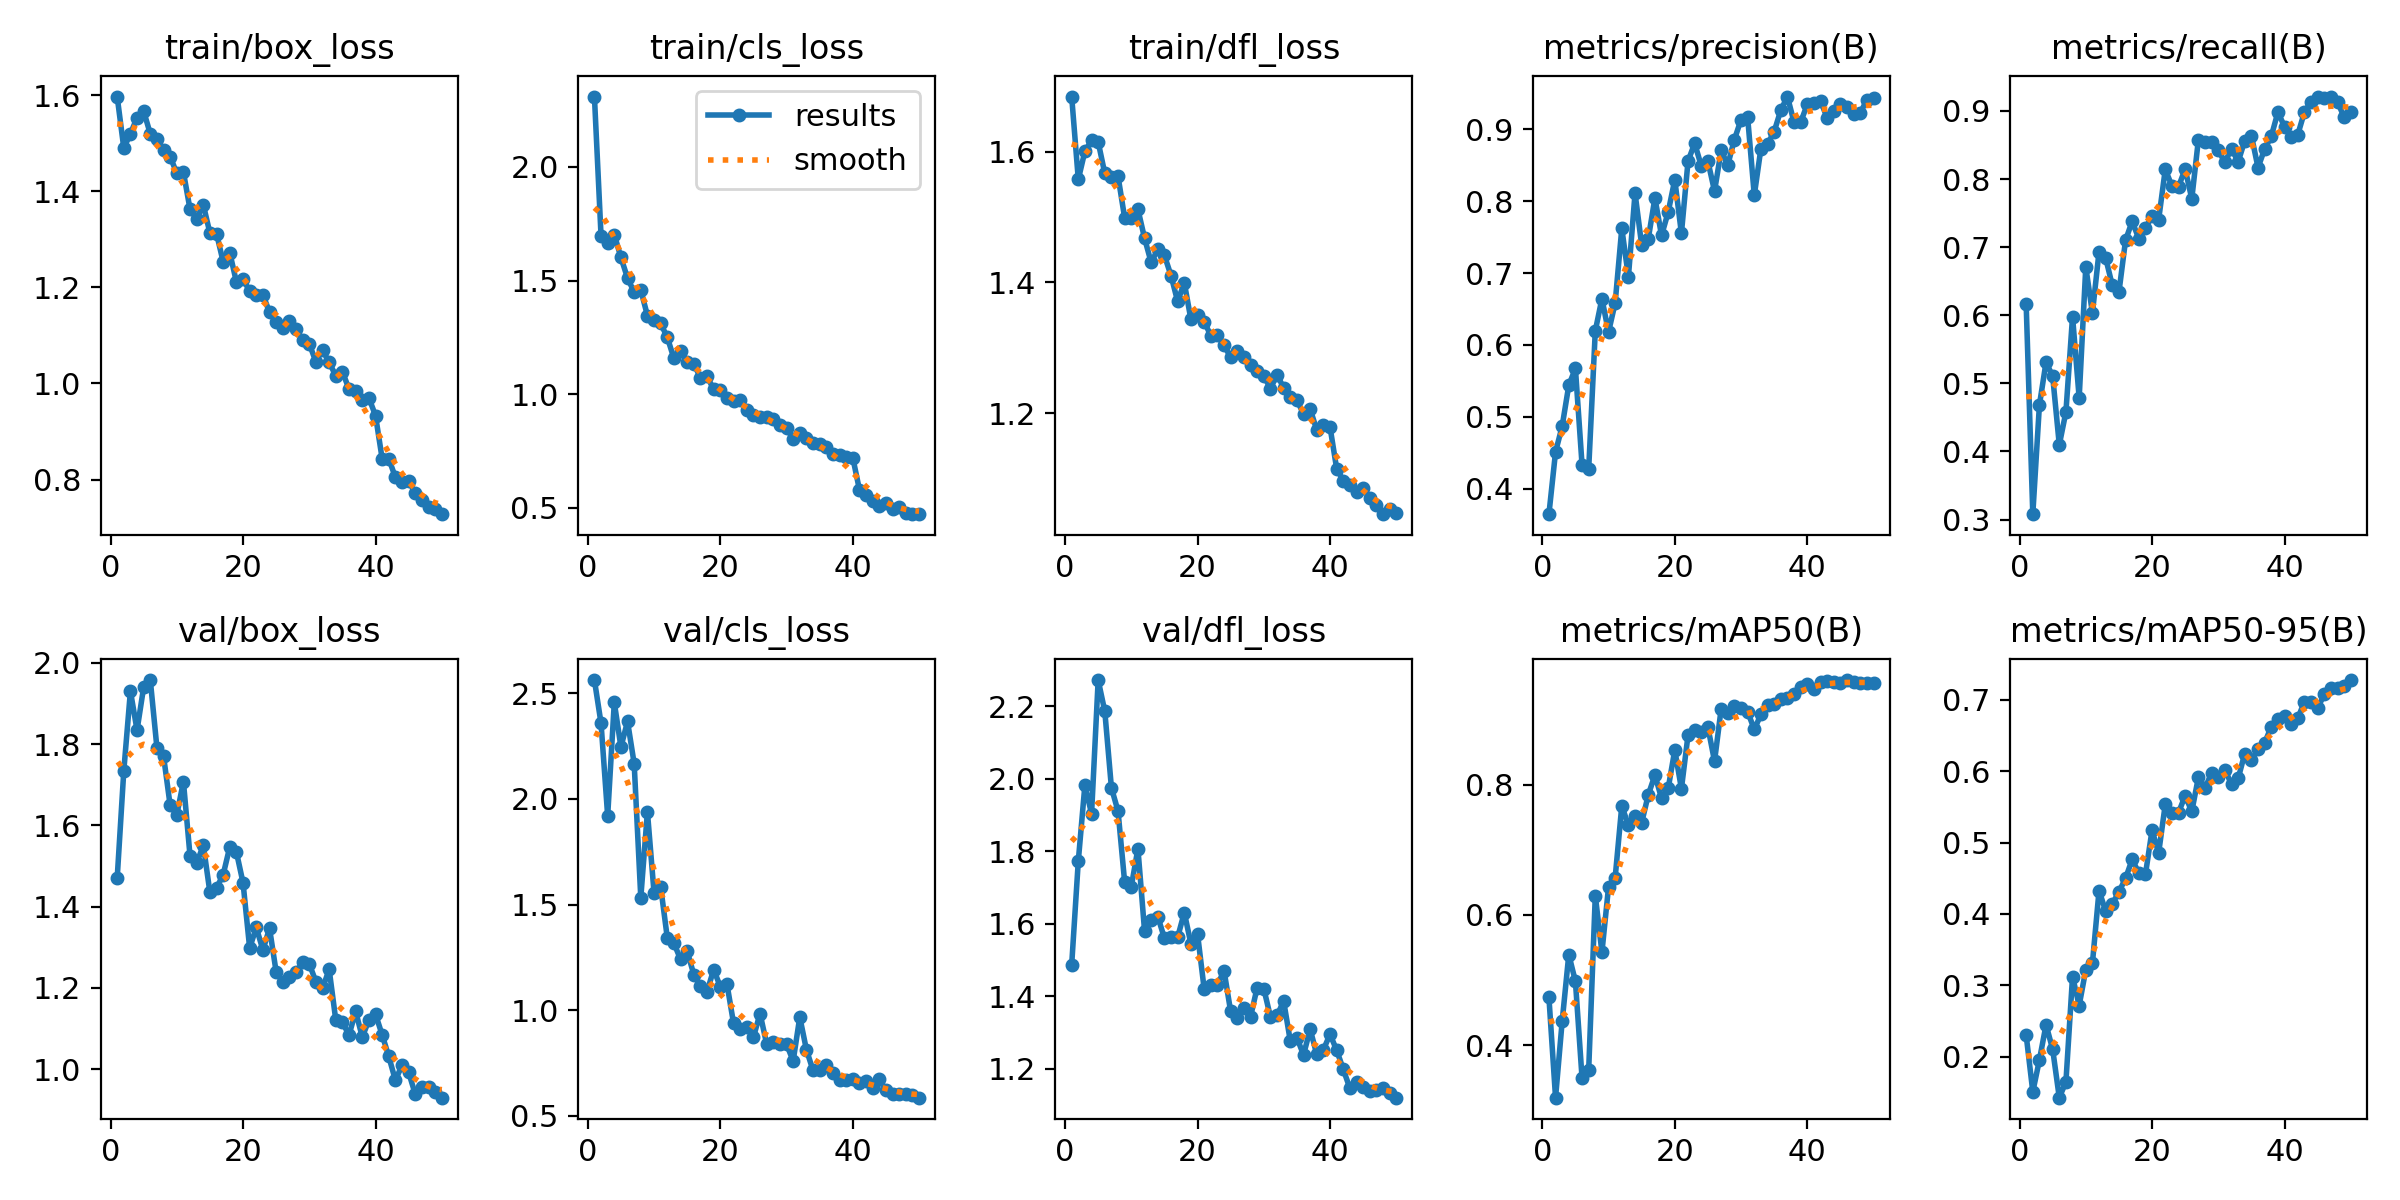 train/box_loss
1.6
1.4
1.2
1.0
0.8
0 20 40
train/cls_loss
results
smooth
2.0
1.5
1.0
0.5
0 20 40
train/dfl_loss
1.6
1.4
1.2
0 20 40
metrics/precision(B)
0.9
0.8
0.7
0.6
0.5
0.4
0 20 40
metrics/recall(B)
0.9
0.8
0.7
0.6
0.5
0.4
0.3
0 20 40
val/box_loss
2.0
1.8
1.6
1.4
1.2
1.0
0 20 40
val/cls_loss
2.5
2.0
1.5
1.0
0.5
0 20 40
val/dfl_loss
2.2
2.0
1.8
1.6
1.4
1.2
0 20 40
metrics/mAP50(B)
0.8
0.6
0.4
0 20 40
metrics/mAP50-95(B)
0.7
0.6
0.5
0.4
0.3
0.2
0 20 40